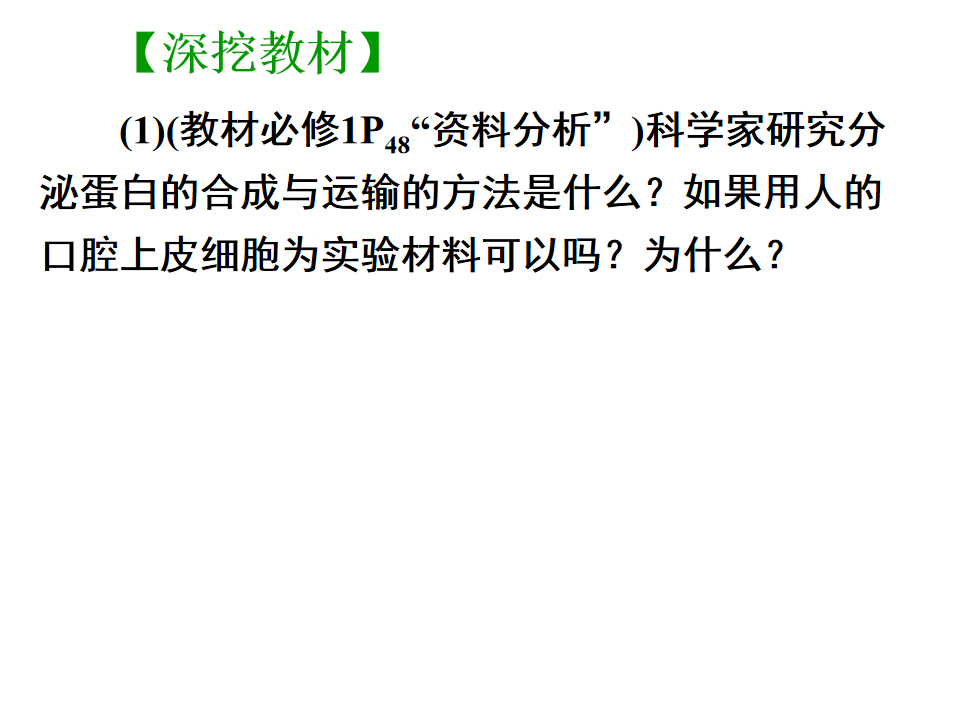 【深挖教材】
(1)(教材必修1P48“资料分析”)科学家研究分
泌蛋白的合成与运输的方法是什么？如果用人的
口腔上皮细胞为实验材料可以吗？为什么？